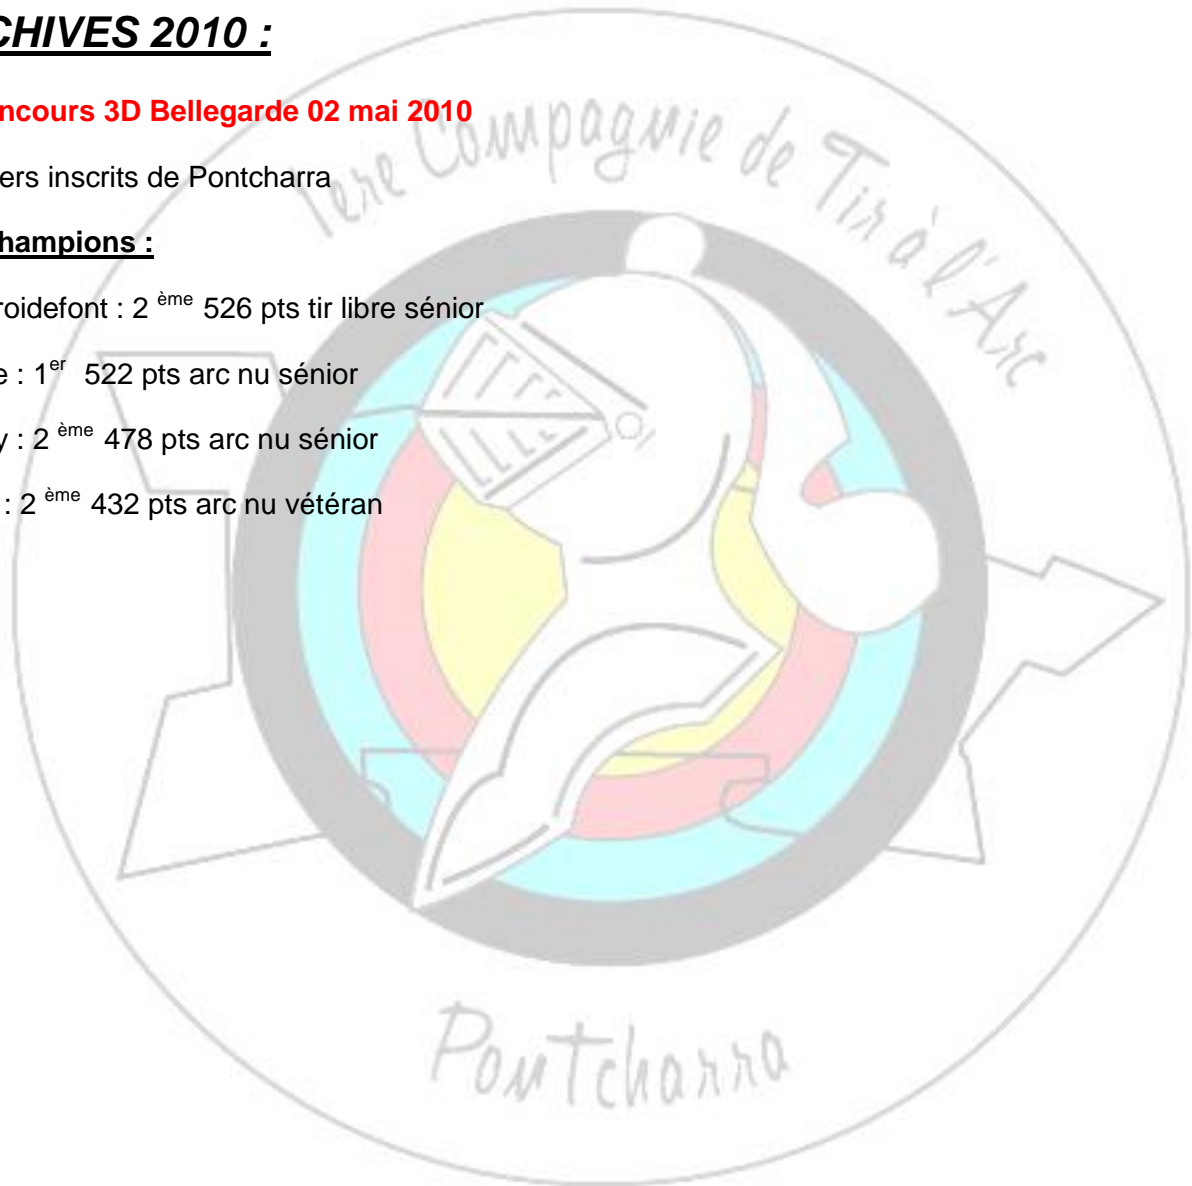 CHIVES 2010 :
ncours 3D Bellegarde 02 mai 2010
ers inscrits de Pontcharra
hampions :
roidefont : 2 ème 526 pts tir libre sénior
e : 1er 522 pts arc nu sénior
y : 2 ème 478 pts arc nu sénior
: 2 ème 432 pts arc nu vétéran
1ere Compagnie de Tir à l'Arc
Pontcharra